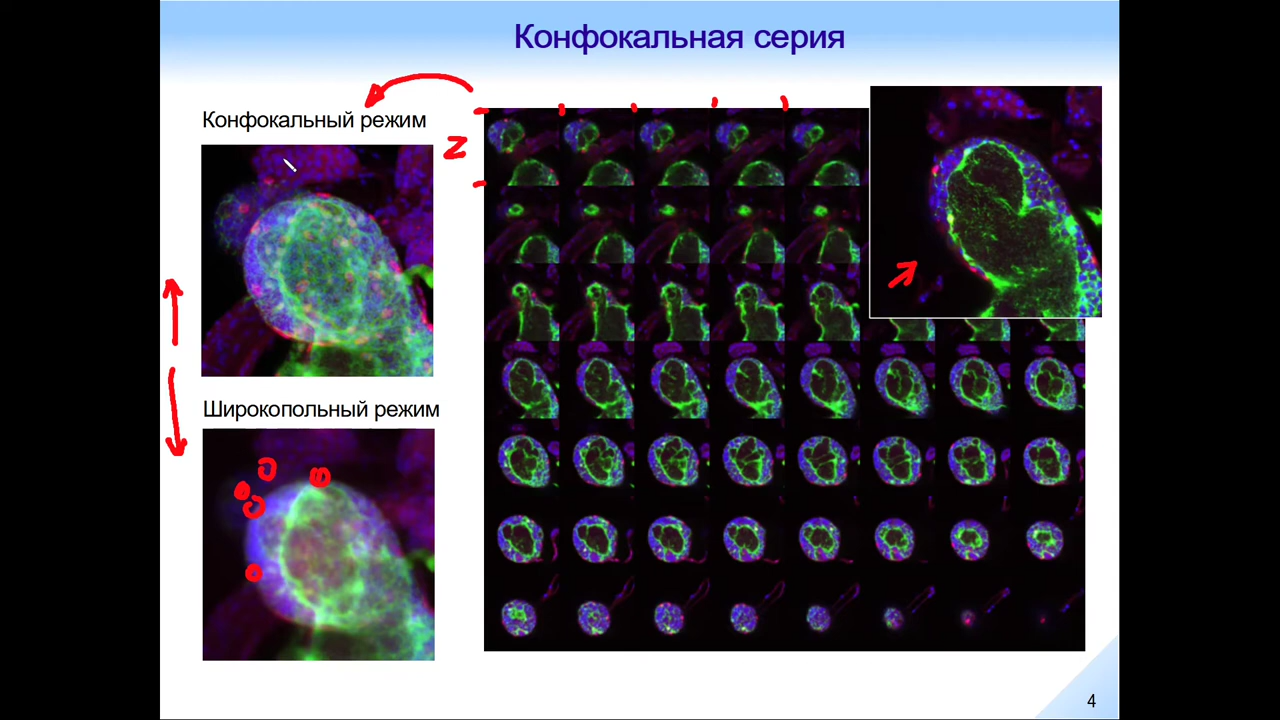 Конфокальная серия
Конфокальный режим
z
Широкопольный режим
4